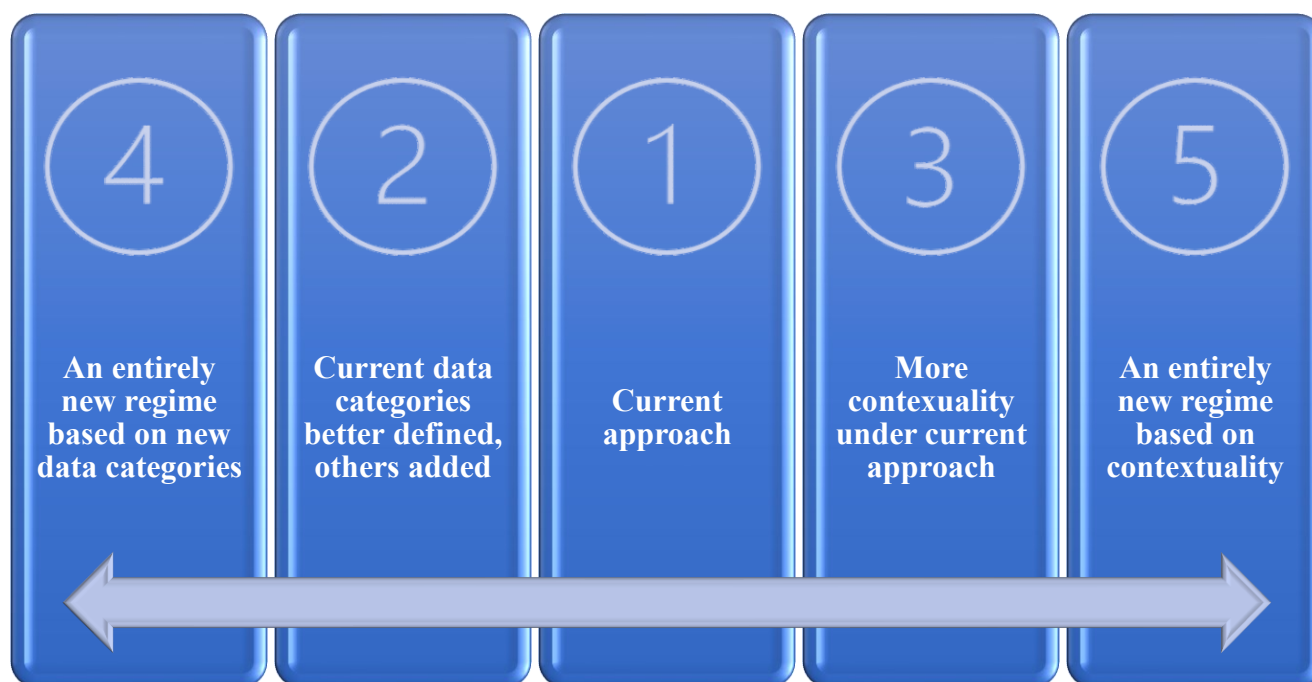 4
An entirely
new regime
based on new
data categories
2
Current data
categories
better defined,
others added
1
Current
approach
3
More
contexuality
under current
approach
5
An entirely
new regime
based on
contextuality